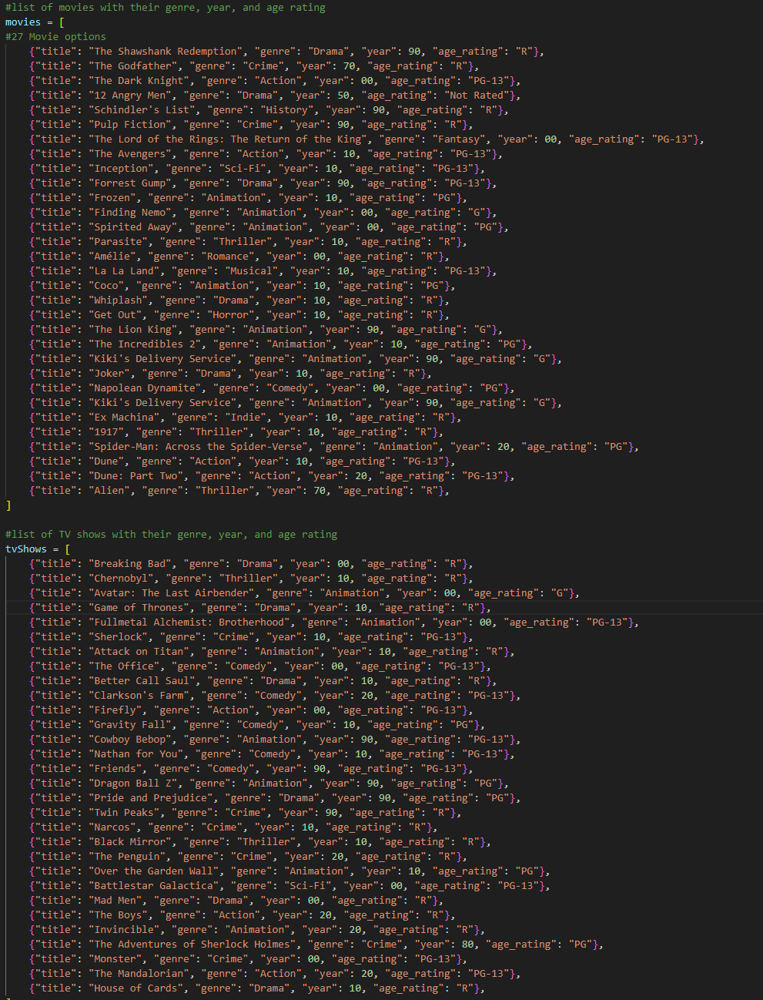 #list of movies with their genre, year, and age rating
movies = [
#27 Movie options
{"title": "The Shawshank Redemption", "genre": "Drama", "year": 90, "age_rating": "R"},
{"title": "The Godfather", "genre": "Crime", "year": 70, "age_rating": "R"},
{"title": "The Dark Knight", "genre": "Action", "year": 00, "age_rating": "PG-13"},
{"title": "12 Angry Men", "genre": "Drama", "year": 50, "age_rating": "Not Rated"},
{"title": "Schindler's List", "genre": "History", "year": 90, "age_rating": "R"},
{"title": "Pulp Fiction", "genre": "Crime", "year": 90, "age_rating": "R"},
{"title": "The Lord of the Rings: The Return of the King", "genre": "Fantasy", "year": 00, "age_rating": "PG-13"},
{"title": "The Avengers", "genre": "Action", "year": 10, "age_rating": "PG-13"},
{"title": "Inception", "genre": "Sci-Fi", "year": 10, "age_rating": "PG-13"},
{"title": "Forrest Gump", "genre": "Drama", "year": 90, "age_rating": "PG-13"},
{"title": "Frozen", "genre": "Animation", "year": 10, "age_rating": "PG"},
{"title": "Finding Nemo", "genre": "Animation", "year": 00, "age_rating": "G"},
{"title": "Spirited Away", "genre": "Animation", "year": 00, "age_rating": "PG"},
{"title": "Parasite", "genre": "Thriller", "year": 10, "age_rating": "R"},
{"title": "Amélie", "genre": "Romance", "year": 00, "age_rating": "R"},
{"title": "La La Land", "genre": "Musical", "year": 10, "age_rating": "PG-13"},
{"title": "Coco", "genre": "Animation", "year": 10, "age_rating": "PG"},
{"title": "Whiplash", "genre": "Drama", "year": 10, "age_rating": "R"},
{"title": "Get Out", "genre": "Horror", "year": 10, "age_rating": "R"},
{"title": "The Lion King", "genre": "Animation", "year": 90, "age_rating": "G"},
{"title": "The Incredibles 2", "genre": "Animation", "year": 10, "age_rating": "PG"},
{"title": "Kiki's Delivery Service", "genre": "Animation", "year": 90, "age_rating": "G"},
{"title": "Joker", "genre": "Drama", "year": 10, "age_rating": "R"},
{"title": "Napolean Dynamite", "genre": "Comedy", "year": 00, "age_rating": "PG"},
{"title": "Kiki's Delivery Service", "genre": "Animation", "year": 90, "age_rating": "G"},
{"title": "Ex Machina", "genre": "Indie", "year": 10, "age_rating": "R"},
{"title": "1917", "genre": "Thriller", "year": 10, "age_rating": "R"},
{"title": "Spider-Man: Across the Spider-Verse", "genre": "Animation", "year": 20, "age_rating": "PG"},
{"title": "Dune", "genre": "Action", "year": 10, "age_rating": "PG-13"},
{"title": "Dune: Part Two", "genre": "Action", "year": 20, "age_rating": "PG-13"},
{"title": "Alien", "genre": "Thriller", "year": 70, "age_rating": "R"},
]
#list of TV shows with their genre, year, and age rating
tvShows = [
{"title": "Breaking Bad", "genre": "Drama", "year": 00, "age_rating": "R"},
{"title": "Chernobyl", "genre": "Thriller", "year": 10, "age_rating": "R"},
{"title": "Avatar: The Last Airbender", "genre": "Animation", "year": 00, "age_rating": "G"},
{"title": "Game of Thrones", "genre": "Drama", "year": 10, "age_rating": "R"},
{"title": "Fullmetal Alchemist: Brotherhood", "genre": "Animation", "year": 00, "age_rating": "PG-13"},
{"title": "Sherlock", "genre": "Crime", "year": 10, "age_rating": "PG-13"},
{"title": "Attack on Titan", "genre": "Animation", "year": 10, "age_rating": "R"},
{"title": "The Office", "genre": "Comedy", "year": 00, "age_rating": "PG-13"},
{"title": "Better Call Saul", "genre": "Drama", "year": 10, "age_rating": "R"},
{"title": "Clarkson's Farm", "genre": "Comedy", "year": 20, "age_rating": "PG-13"},
{"title": "Firefly", "genre": "Action", "year": 00, "age_rating": "PG-13"},
{"title": "Gravity Fall", "genre": "Comedy", "year": 10, "age_rating": "PG"},
{"title": "Cowboy Bebop", "genre": "Animation", "year": 90, "age_rating": "PG-13"},
{"title": "Nathan for You", "genre": "Comedy", "year": 10, "age_rating": "PG-13"},
{"title": "Friends", "genre": "Comedy", "year": 90, "age_rating": "PG-13"},
{"title": "Dragon Ball Z", "genre": "Animation", "year": 90, "age_rating": "PG"},
{"title": "Pride and Prejudice", "genre": "Drama", "year": 90, "age_rating": "PG"},
{"title": "Twin Peaks", "genre": "Crime", "year": 90, "age_rating": "R"},
{"title": "Narcos", "genre": "Crime", "year": 10, "age_rating": "R"},
{"title": "Black Mirror", "genre": "Thriller", "year": 10, "age_rating": "R"},
{"title": "The Penguin", "genre": "Crime", "year": 20, "age_rating": "R"},
{"title": "Over the Garden Wall", "genre": "Animation", "year": 10, "age_rating": "PG"},
{"title": "Battlestar Galactica", "genre": "Sci-Fi", "year": 00, "age_rating": "PG-13"},
{"title": "Mad Men", "genre": "Drama", "year": 00, "age_rating": "R"},
{"title": "The Boys", "genre": "Action", "year": 20, "age_rating": "R"},
{"title": "Invincible", "genre": "Animation", "year": 20, "age_rating": "R"},
{"title": "The Adventures of Sherlock Holmes", "genre": "Crime", "year": 80, "age_rating": "PG"},
{"title": "Monster", "genre": "Crime", "year": 00, "age_rating": "PG-13"},
{"title": "The Mandalorian", "genre": "Action", "year": 20, "age_rating": "PG-13"},
{"title": "House of Cards", "genre": "Drama", "year": 10, "age_rating": "R"},